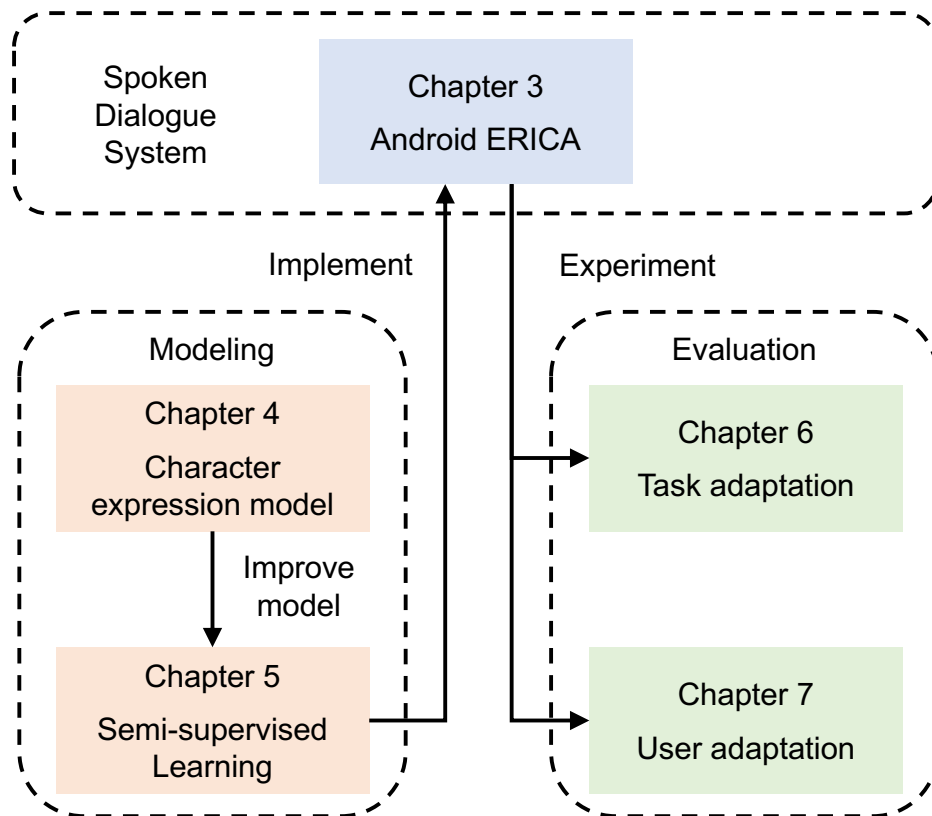 Spoken
Dialogue
System
Chapter 3
Android ERICA
Implement
Experiment
Modeling
Chapter 4
Character
expression model
Improve
model
Chapter 5
Semi-supervised
Learning
Evaluation
Chapter 6
Task adaptation
Chapter 7
User adaptation